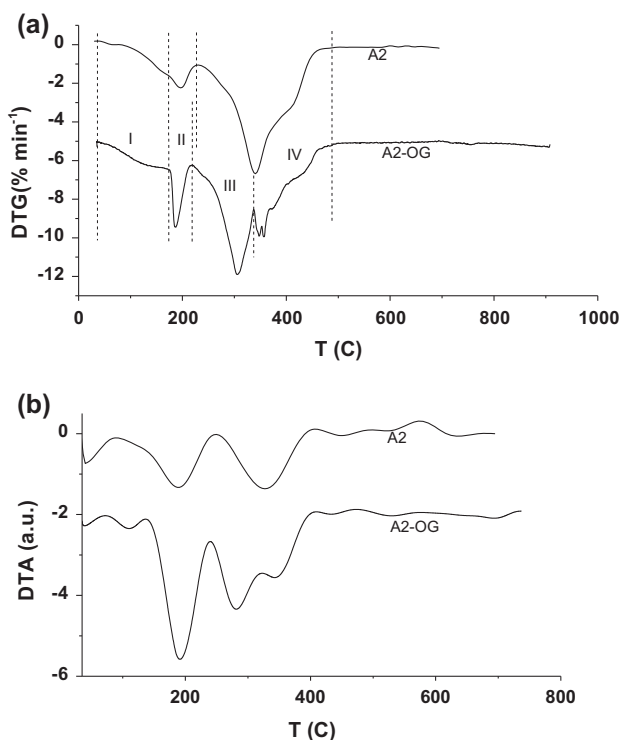 (a)
0
A2
-2
-4
I
II
-6
A2-OG
III
IV
-8
-10
-12
DTG(% min⁻¹)
0
200
400
600
800
1000
T (C)
(b)
0
A2
-2
A2-OG
-4
-6
DTA (a.u.)
200
400
600
800
T (C)